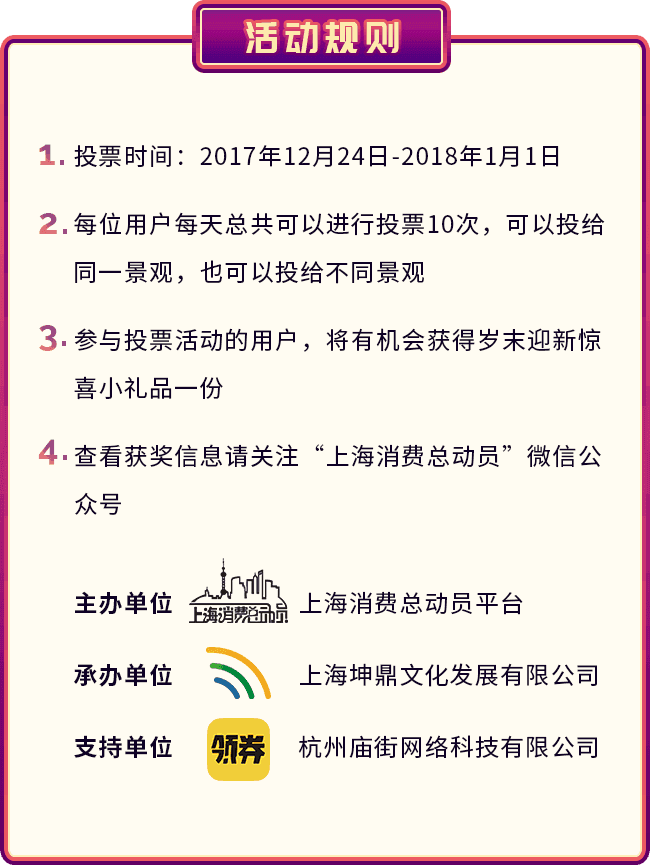 活动规则
1. 投票时间：2017年12月24日-2018年1月1日
2. 每位用户每天总共可以进行投票10次，可以投给
同一景观，也可以投给不同景观
3. 参与投票活动的用户，将有机会获得岁末迎新惊
喜小礼品一份
4. 查看获奖信息请关注“上海消费总动员”微信公
众号
主办单位 上海消费总动员 上海消费总动员平台
承办单位 上海坤鼎文化发展有限公司
支持单位 领券 杭州庙街网络科技有限公司